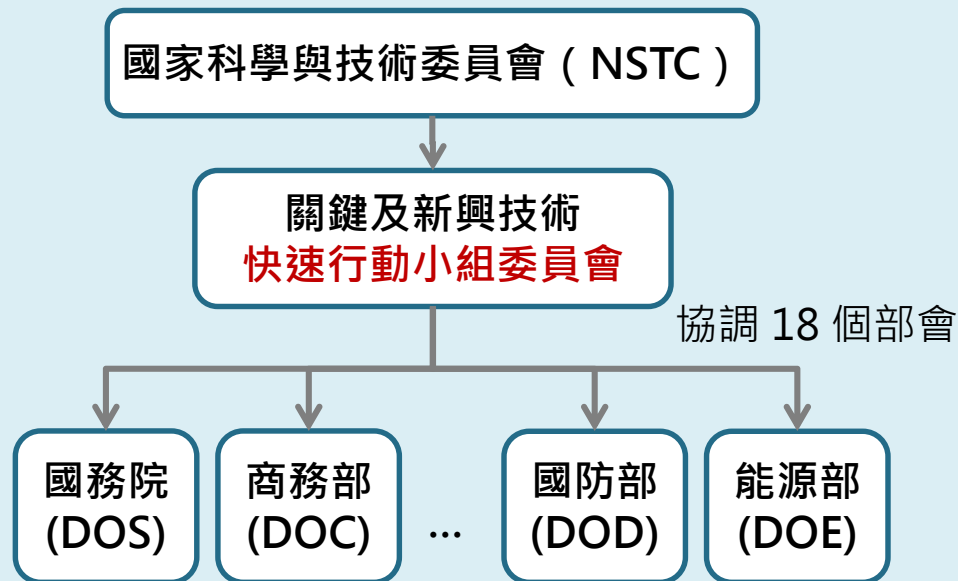 國家科學與技術委員會（NSTC）
關鍵及新興技術
快速行動小組委員會
協調 18 個部會
國務院
(DOS)
商務部
(DOC)
…
國防部
(DOD)
能源部
(DOE)